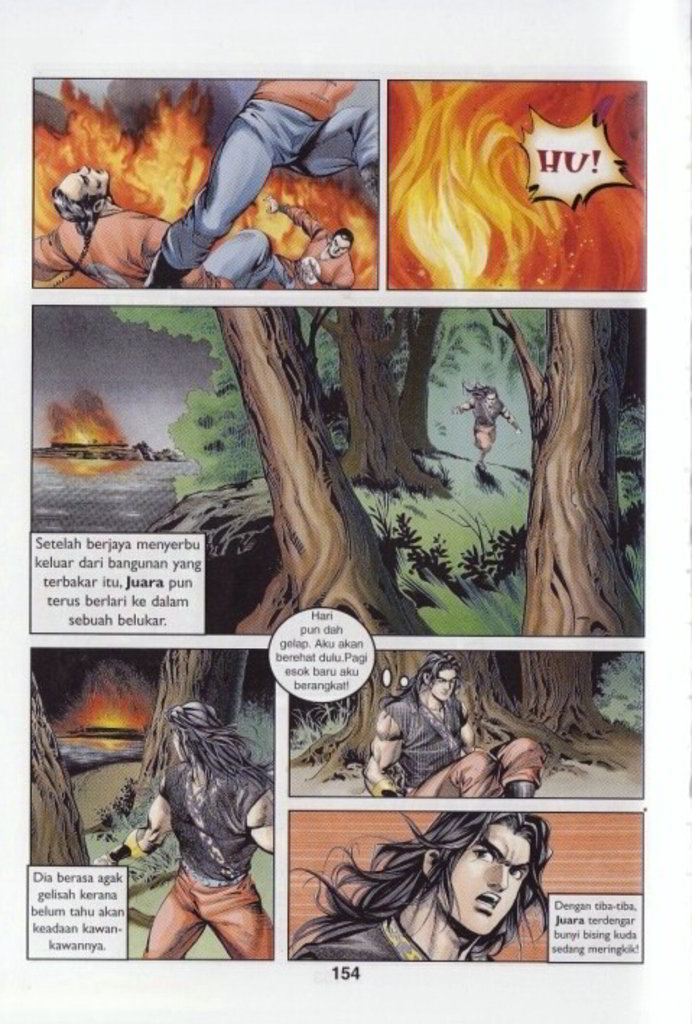 HU!
Setelah berjaya menyerbu
keluar dari bangunan yang
terbakar itu, Juara pun
terus berlari ke dalam
sebuah belukar.
Dia berasa agak
gelisah kerana
belum tahu akan
keadaan kawan-
kawannya.
Hari
pun dah
gelap. Aku akan
berehat dulu.Pagi
esok baru aku
berangkat!
Dengan tiba-tiba,
Juara terdengar
bunyi bising kuda
sedang meringkik!
154